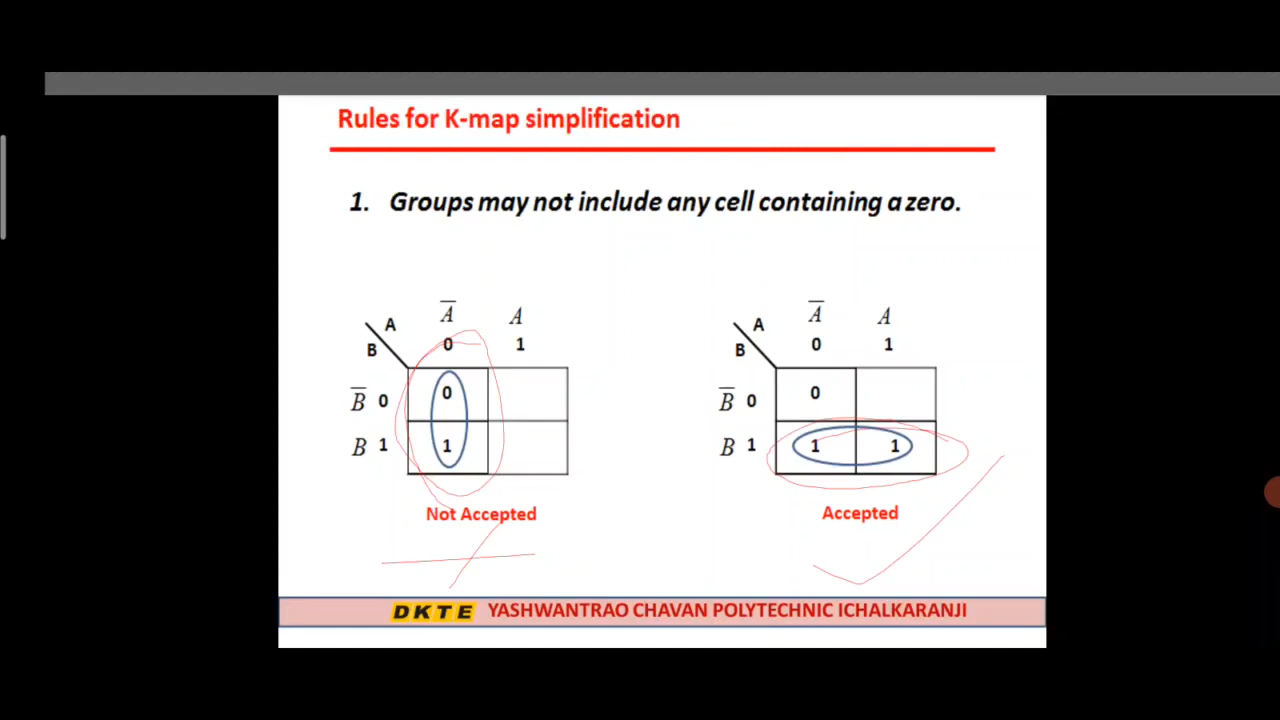 Rules for K-map simplification
1. Groups may not include any cell containing a zero.
A̅ A
A
B
0 1
B̅ 0 0
B 1 1
Not Accepted
A̅ A
A
B
0 1
B̅ 0 0
B 1 1 1
Accepted
DKTE YASHWANTRAO CHAVAN POLYTECHNIC ICHALKARANJI